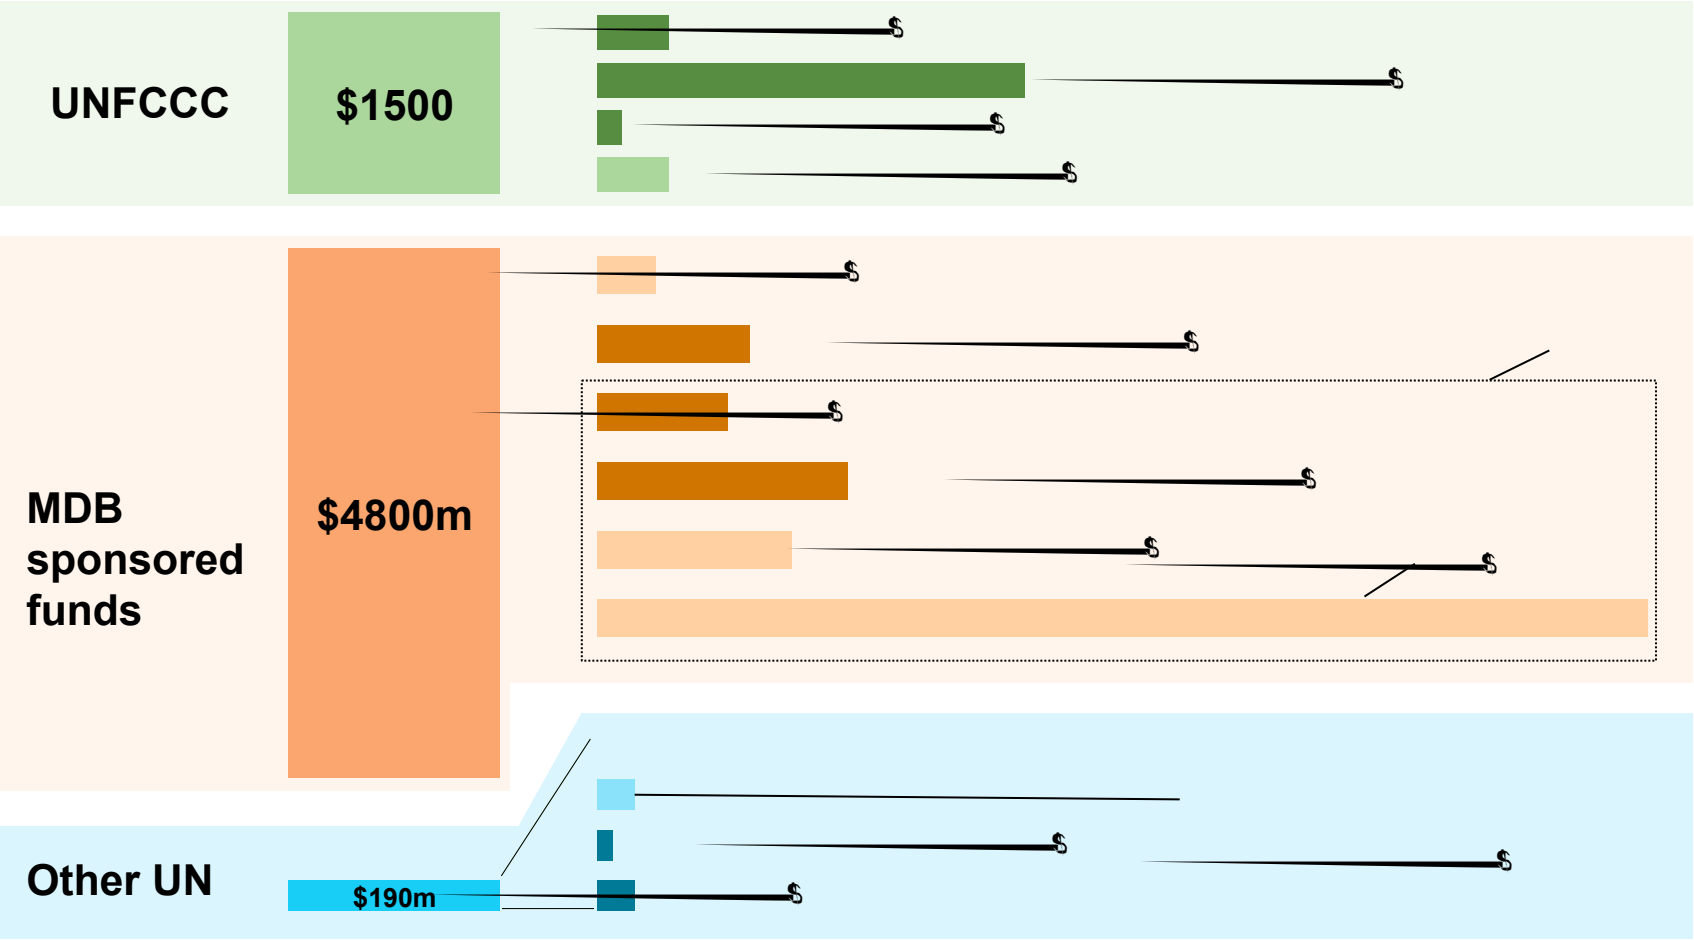 UNFCCC
$1500
$
$
$
$
MDB
sponsored
funds
$4800m
$
$
$
$
$
$
Other UN
$190m
$
$
$